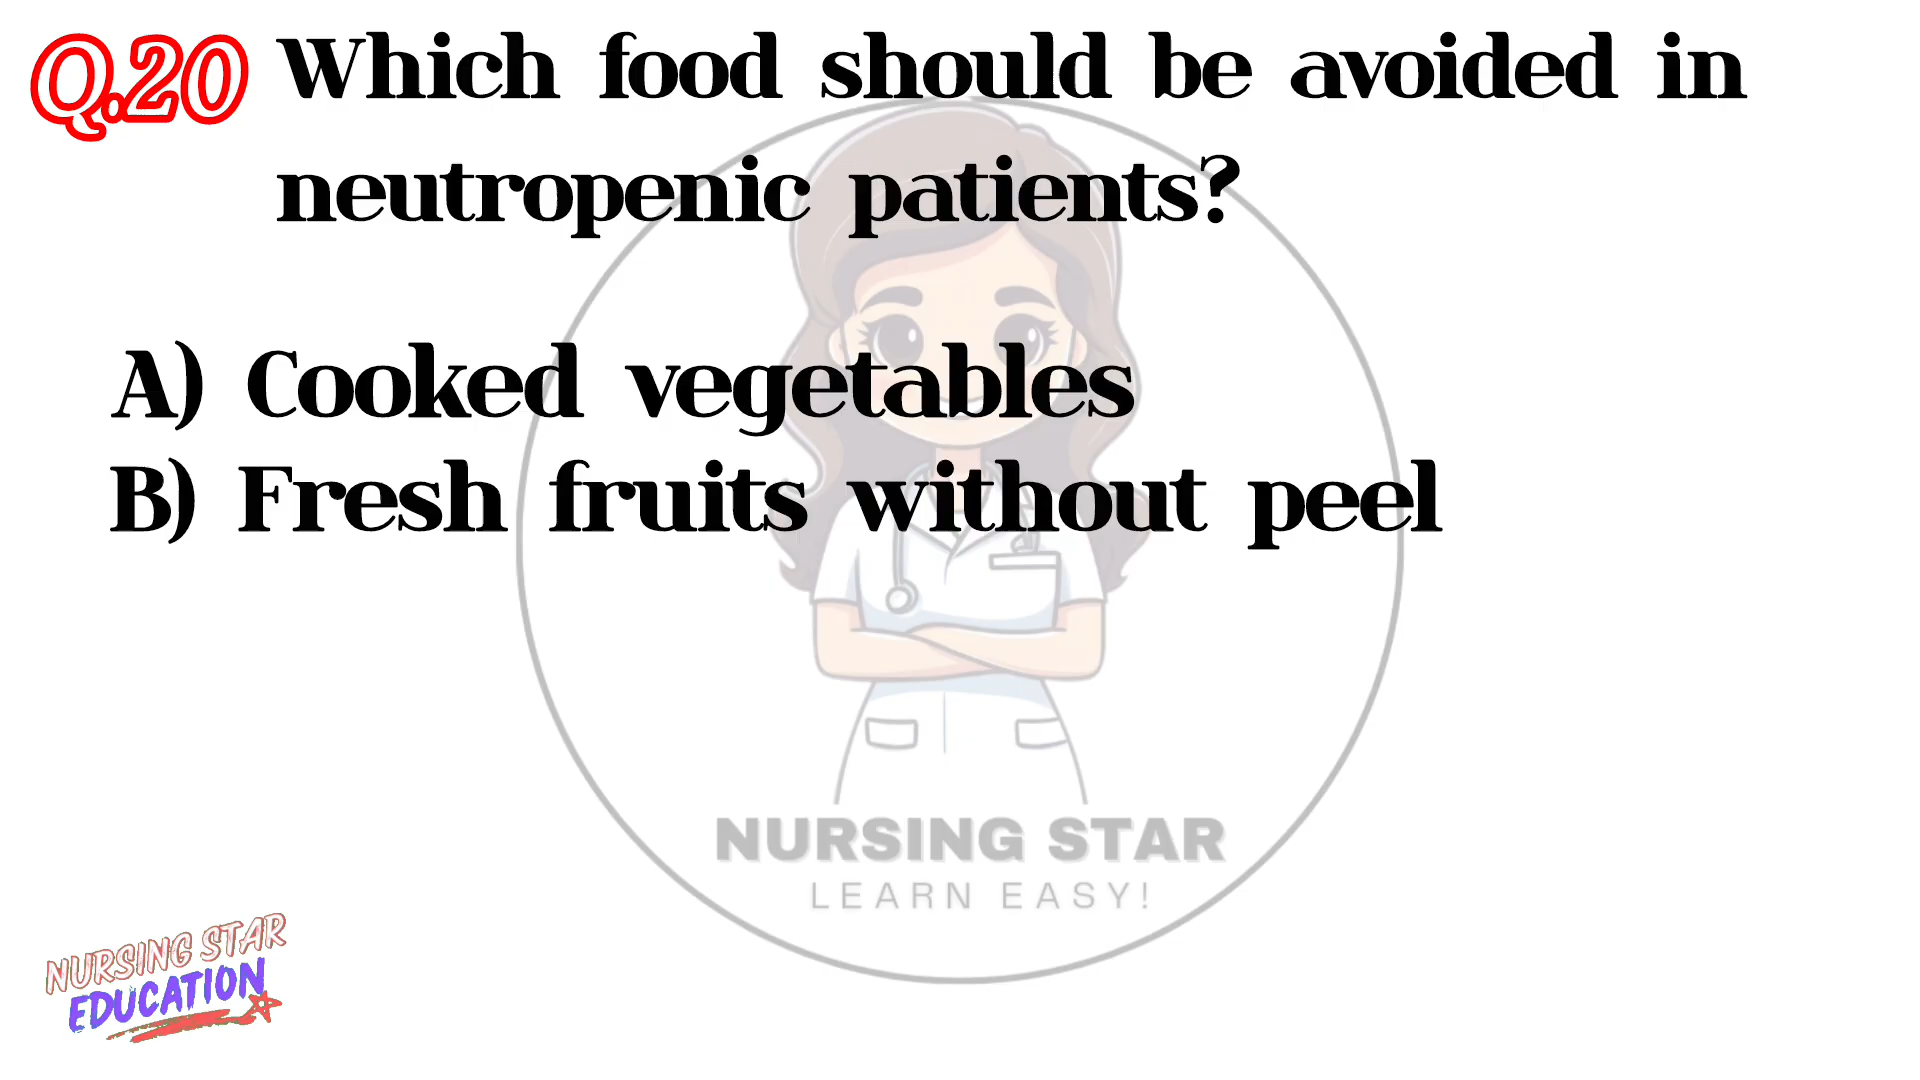 Q.20 Which food should be avoided in
neutropenic patients?
A) Cooked vegetables
B) Fresh fruits without peel
NURSING STAR
LEARN EASY!
NURSING STAR
EDUCATION